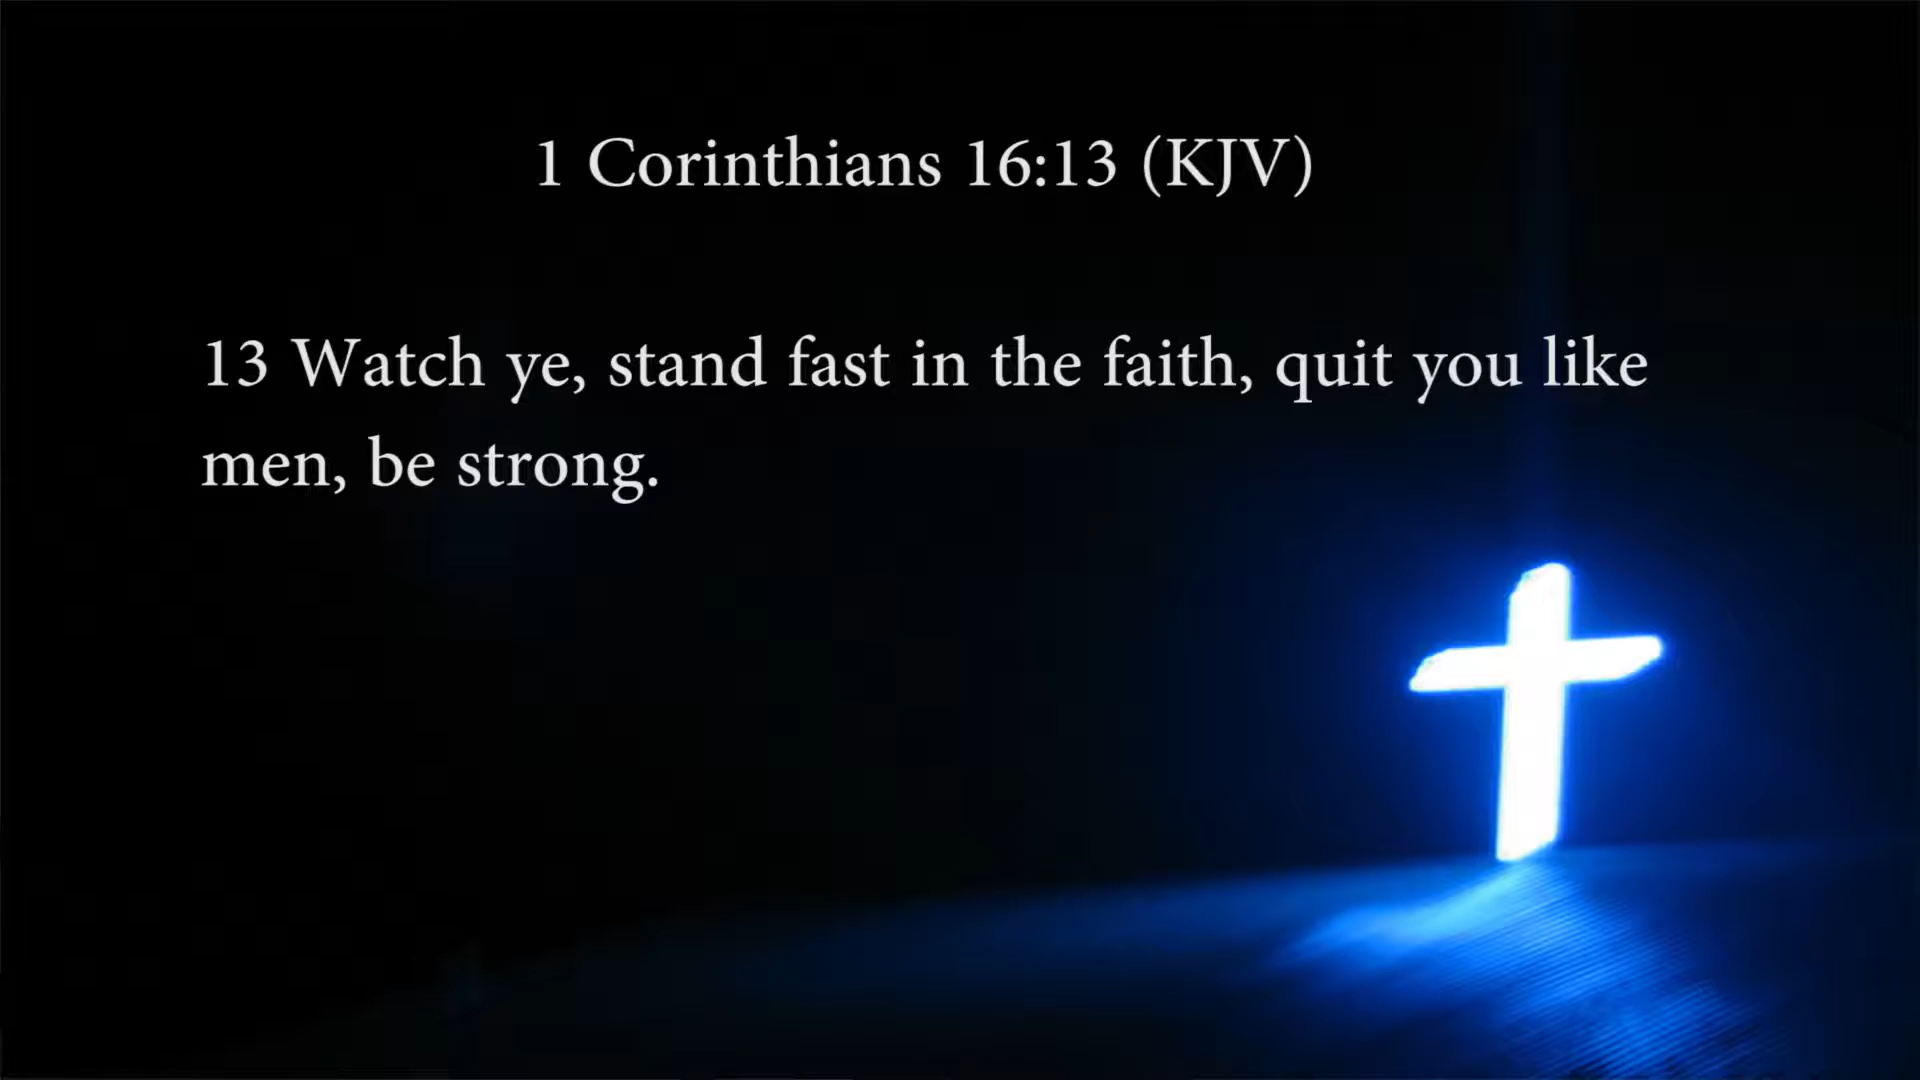 1 Corinthians 16:13 (KJV)
13 Watch ye, stand fast in the faith, quit you like
men, be strong.